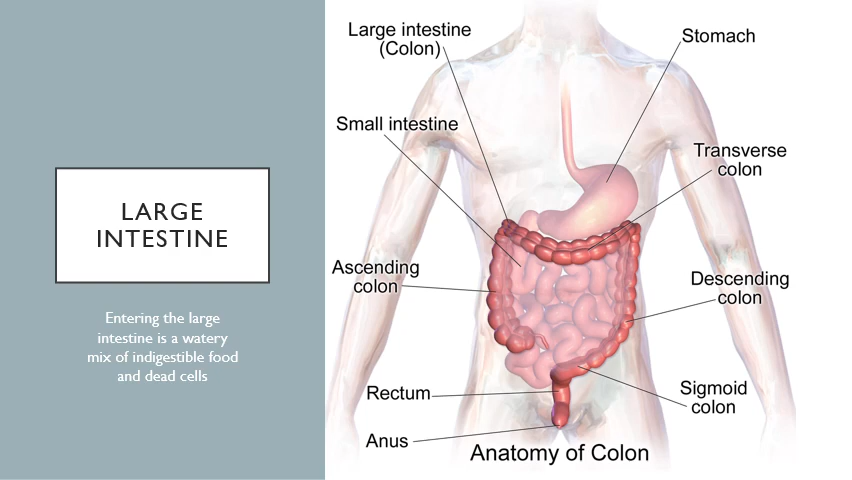 LARGE
INTESTINE
Entering the large
intestine is a watery
mix of indigestible food
and dead cells
Large intestine
(Colon)
Stomach
Small intestine
Transverse
colon
Ascending
colon
Descending
colon
Rectum
Sigmoid
colon
Anus
Anatomy of Colon